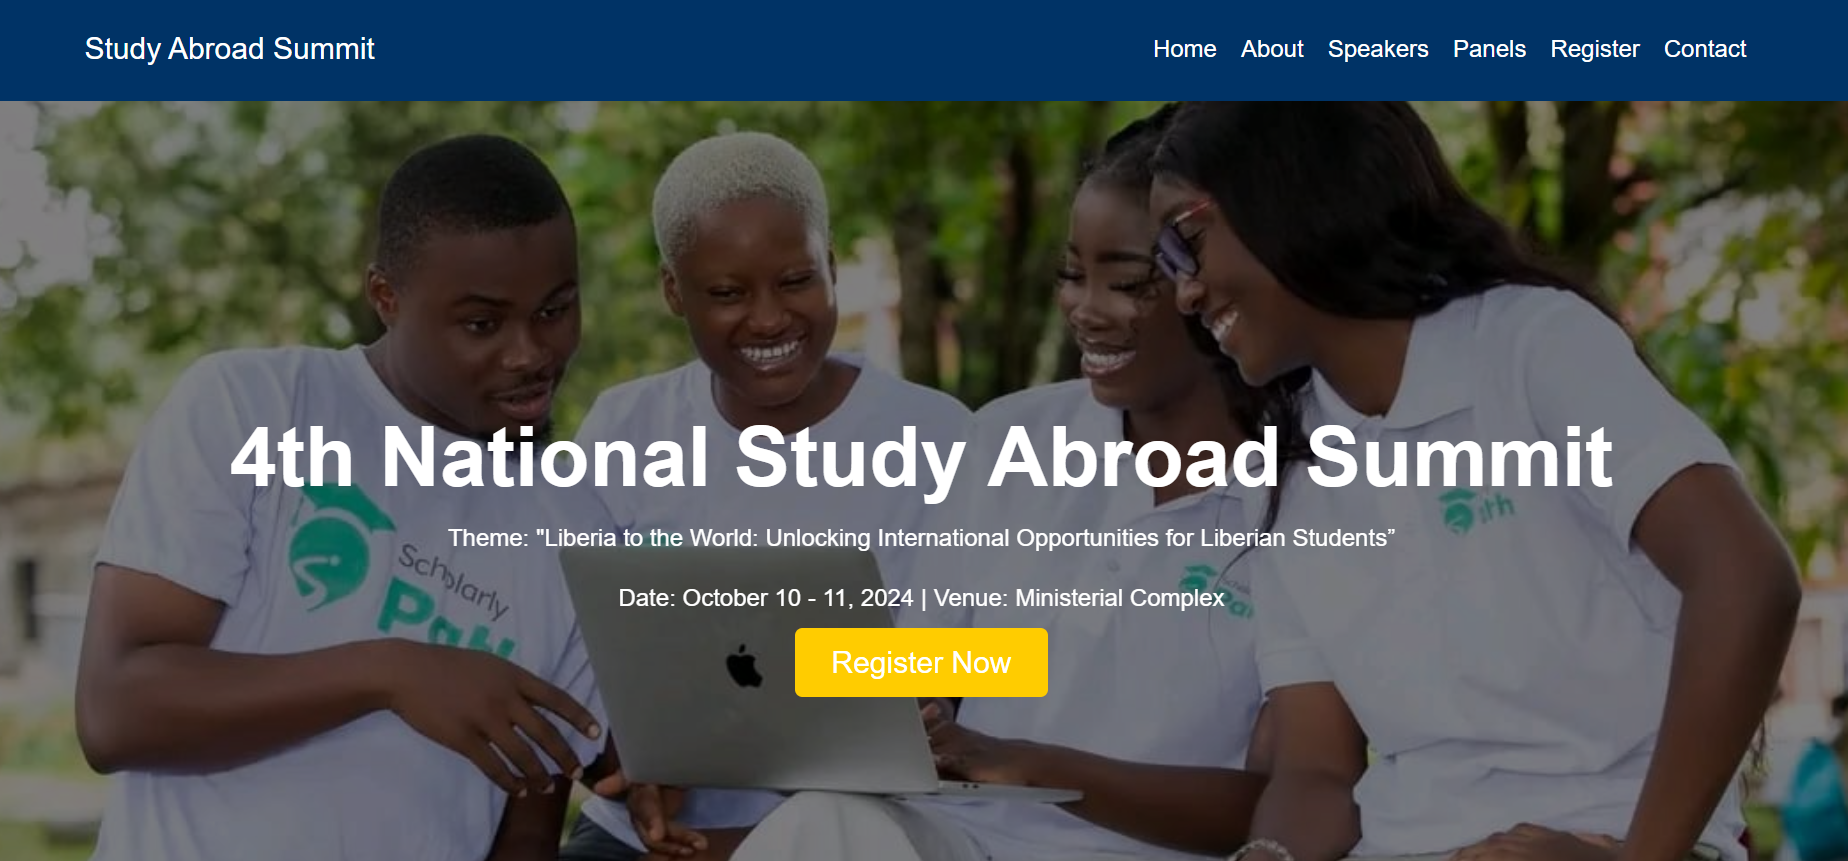 Study Abroad Summit
Home About Speakers Panels Register Contact
4th National Study Abroad Summit
Theme: "Liberia to the World: Unlocking International Opportunities for Liberian Students”
Date: October 10 - 11, 2024 | Venue: Ministerial Complex
Register Now
Scholarly